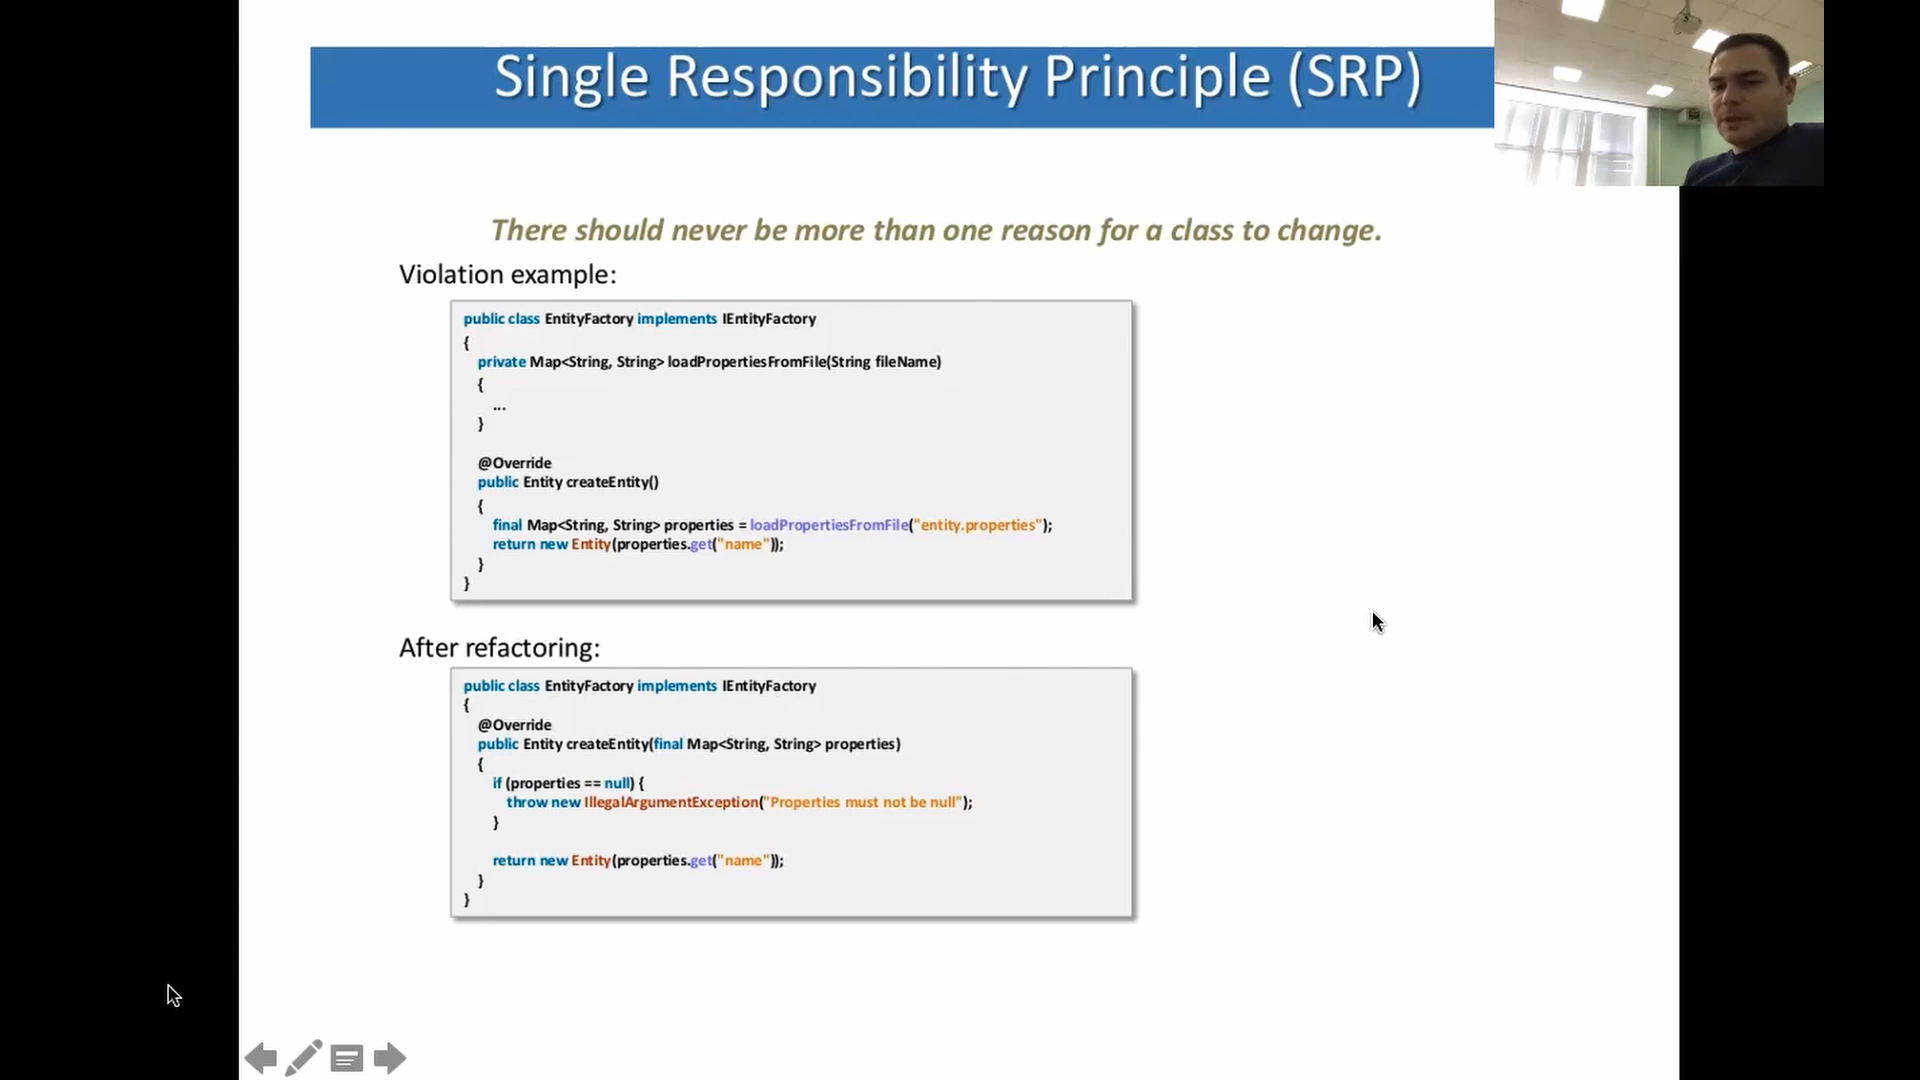 Single Responsibility Principle (SRP)
There should never be more than one reason for a class to change.
Violation example:
public class EntityFactory implements IEntityFactory
{
private Map<String, String> loadPropertiesFromFile(String fileName)
{
...
}
@Override
public Entity createEntity()
{
final Map<String, String> properties = loadPropertiesFromFile("entity.properties");
return new Entity(properties.get("name"));
}
}
After refactoring:
public class EntityFactory implements IEntityFactory
{
@Override
public Entity createEntity(final Map<String, String> properties)
{
if (properties == null) {
throw new IllegalArgumentException("Properties must not be null");
}
return new Entity(properties.get("name"));
}
}